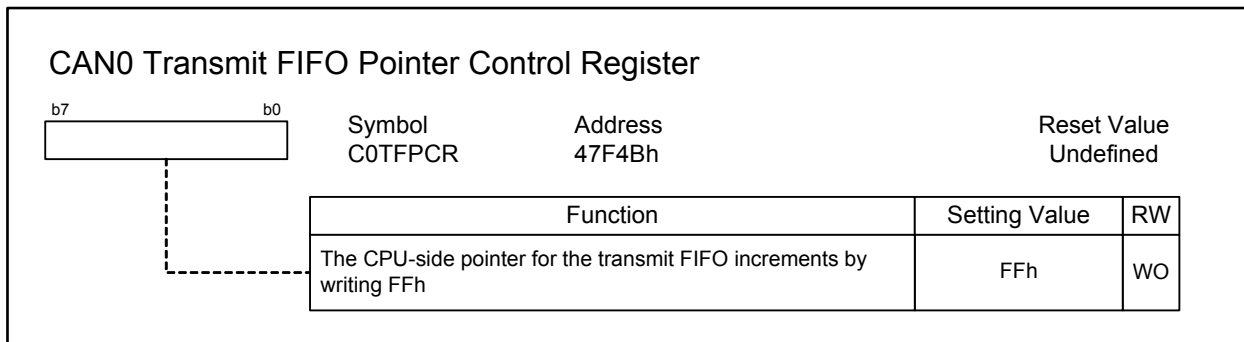 CAN0 Transmit FIFO Pointer Control Register
b7 b0
Symbol Address Reset Value
C0TFPCR 47F4Bh Undefined
Function Setting Value RW
The CPU-side pointer for the transmit FIFO increments by
writing FFh
FFh WO